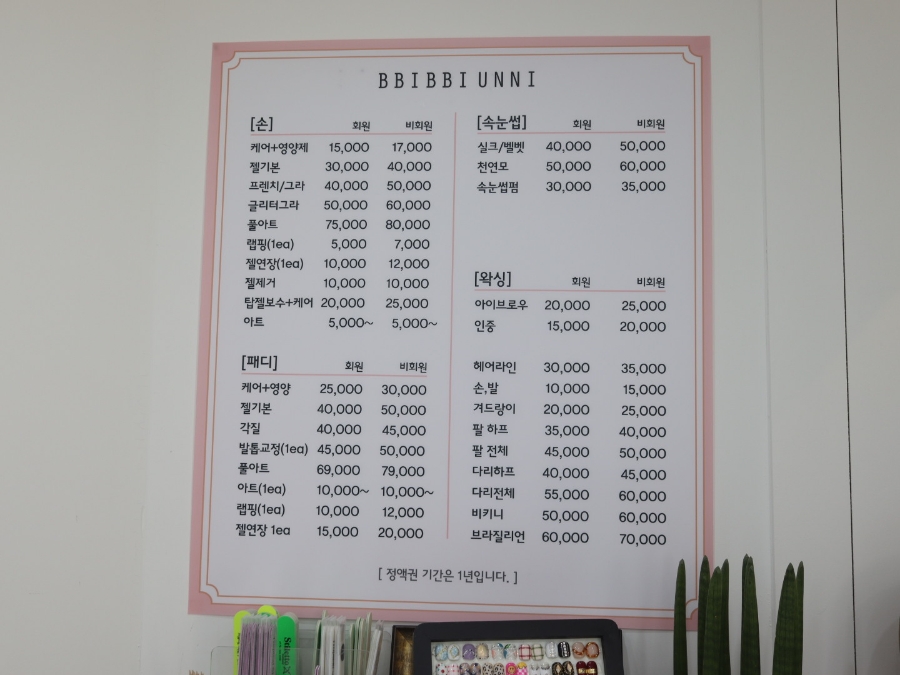 BBIBBI UNNI
[손] 회원 비회원
케어+영양제 15,000 17,000
젤기본 30,000 40,000
프렌치/그라 40,000 50,000
글리터그라 50,000 60,000
풀아트 75,000 80,000
랩핑(1ea) 5,000 7,000
젤연장(1ea) 10,000 12,000
젤제거 10,000 10,000
탑젤보수+케어 20,000 25,000
아트 5,000~ 5,000~
[패디] 회원 비회원
케어+영양 25,000 30,000
젤기본 40,000 50,000
각질 40,000 45,000
발톱교정(1ea) 45,000 50,000
풀아트 69,000 79,000
아트(1ea) 10,000~ 10,000~
랩핑(1ea) 10,000 12,000
젤연장 1ea 15,000 20,000
[속눈썹] 회원 비회원
실크/벨벳 40,000 50,000
천연모 50,000 60,000
속눈썹펌 30,000 35,000
[왁싱] 회원 비회원
아이브로우 20,000 25,000
인중 15,000 20,000
헤어라인 30,000 35,000
손,발 10,000 15,000
겨드랑이 20,000 25,000
팔 하프 35,000 40,000
팔 전체 45,000 50,000
다리하프 40,000 45,000
다리전체 55,000 60,000
비키니 50,000 60,000
브라질리언 60,000 70,000
[ 정액권 기간은 1년입니다. ]